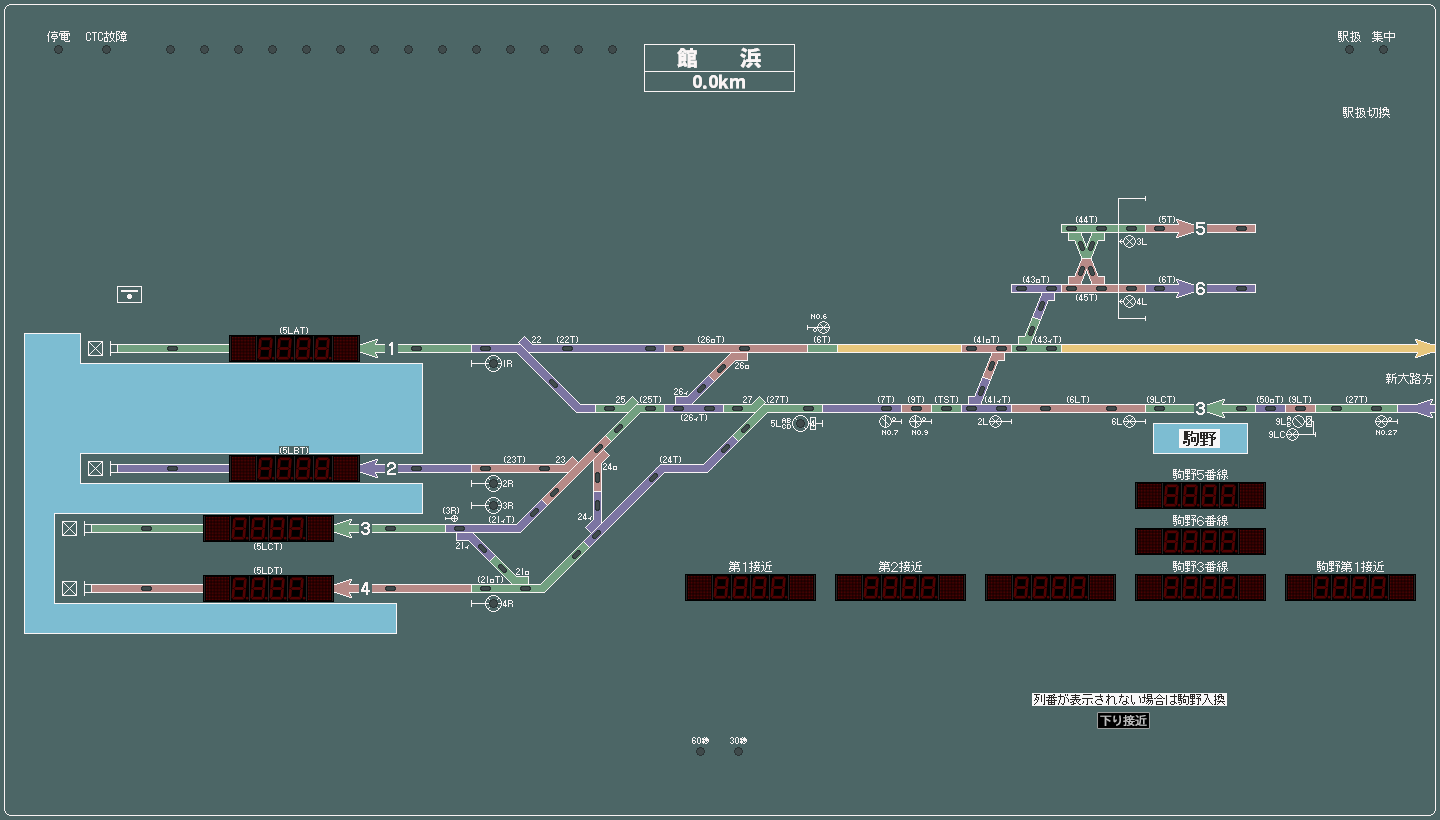 停電 CTC故障
駅扱 集中
館 浜
0.0km
駅扱切換
(44T) (5T)
5
3L
(43ロT) (6T)
6
(45T)
4L
NO.6
(5LAT)
22 (22T) (26ロT) (6T) (41ロT) (43イT)
1
1R
26ロ
新大路方
26イ
25 (25T) 27 (27T) (7T) (9T) (TST) (41イT) (6LT) (9LCT) (50ロT) (9LT) (27T)
3
(26イT)
2L 6L
NO.7 NO.9 9LC NO.27
駒野
(5LBT)
(23T) 23 (24T)
2
24ロ
2R
駒野5番線
3R
(3R)
24イ
(21イT)
3
駒野6番線
(5LCT)
21イ
第1接近 第2接近 駒野3番線 駒野第1接近
(5LDT)
21ロ
(21ロT)
4
4R
列番が表示されない場合は駒野入換
下り接近
60秒 30秒